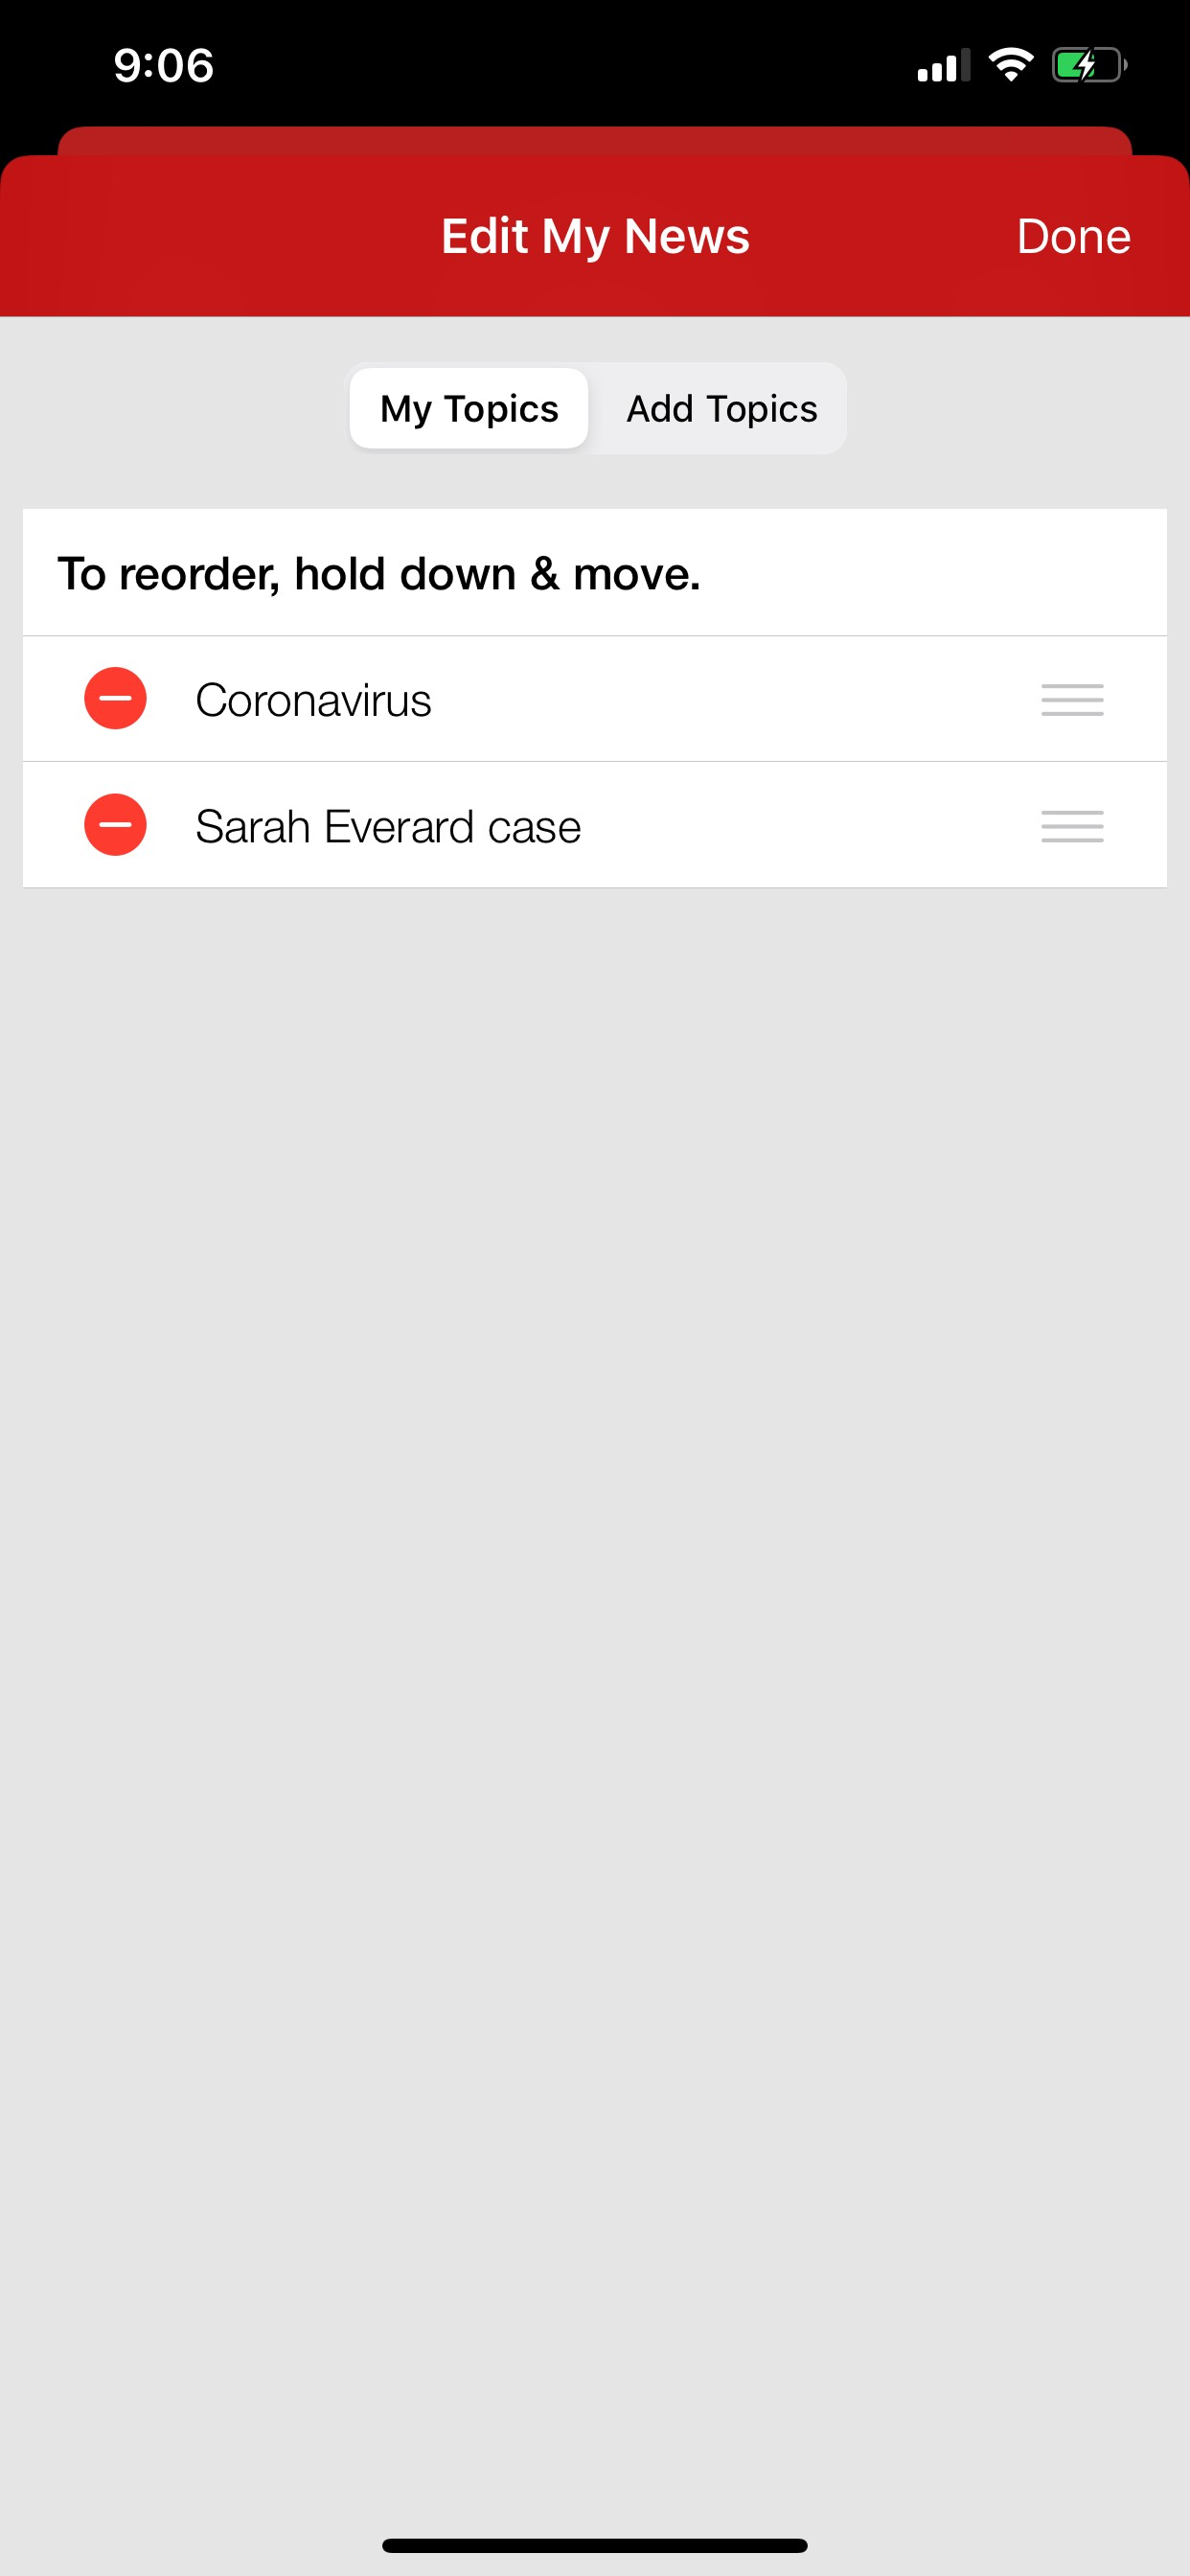 9:06
Edit My News
Done
My Topics
Add Topics
To reorder, hold down & move.
Coronavirus
Sarah Everard case